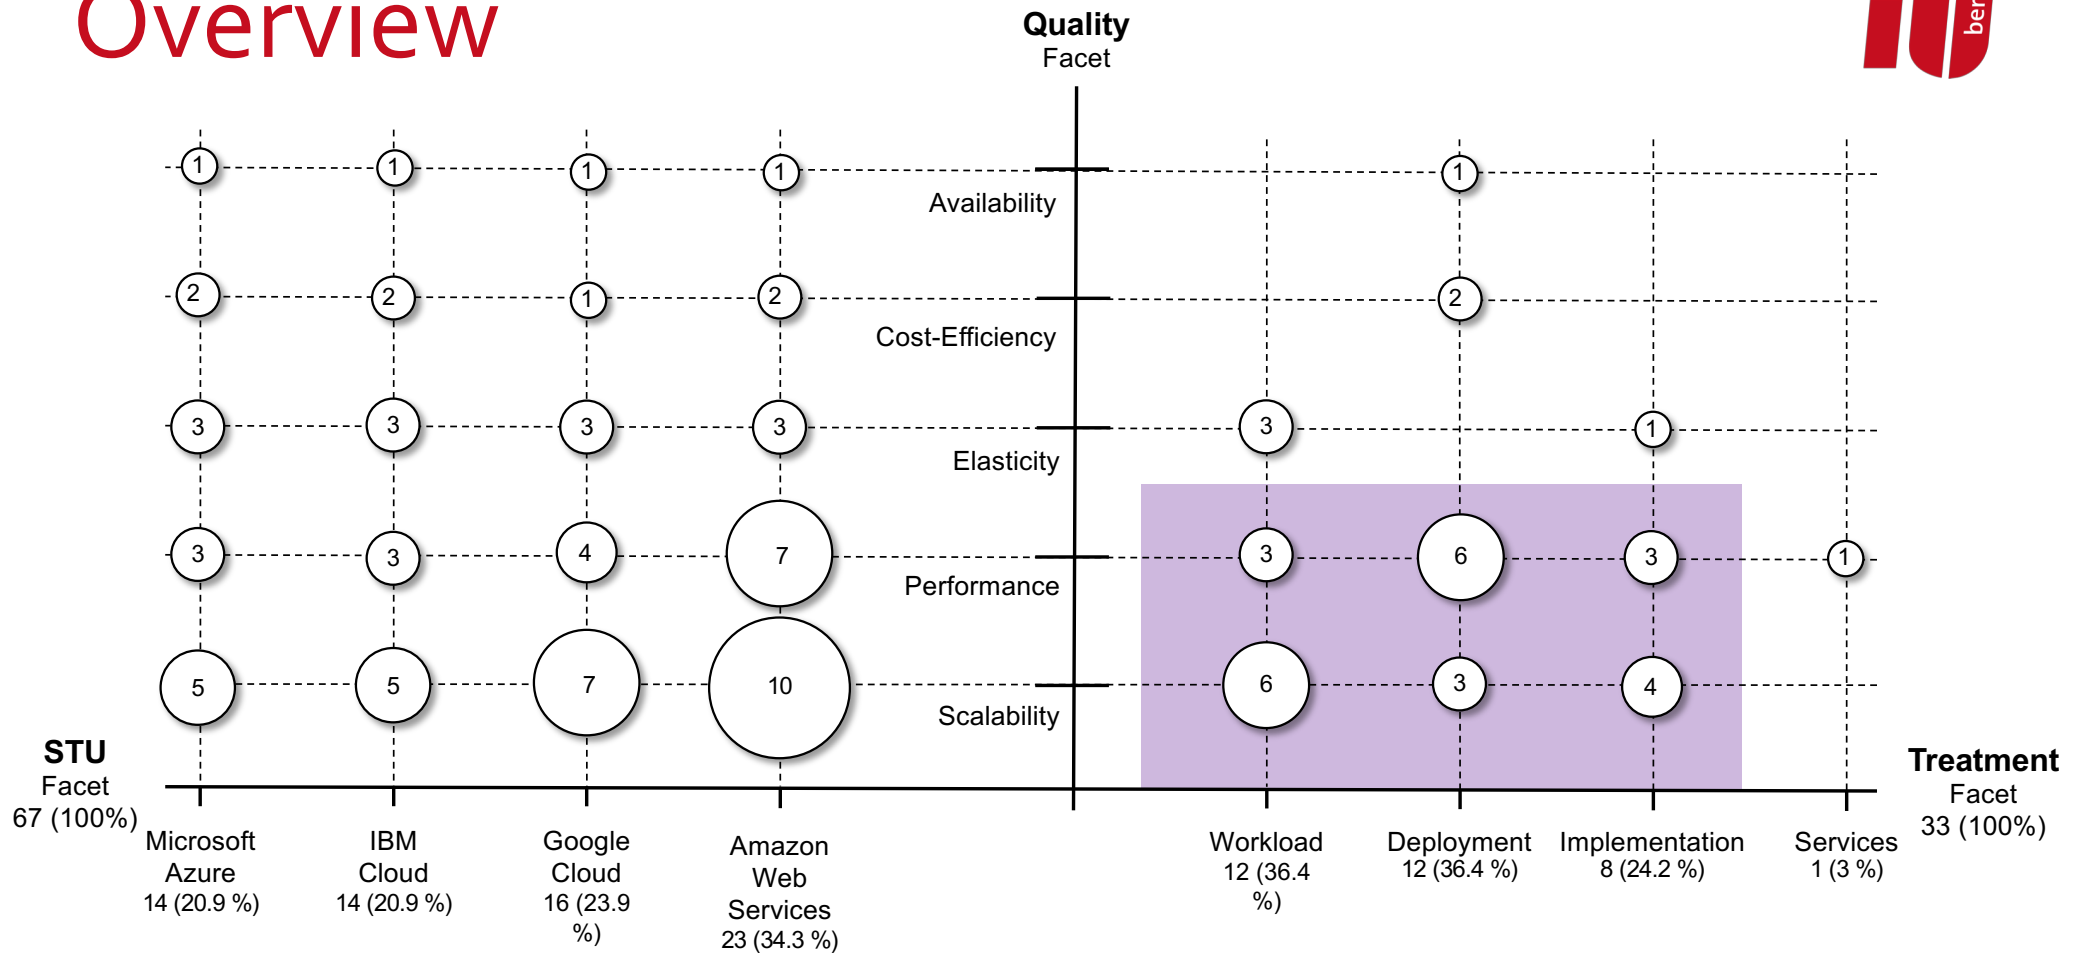 Overview
Quality
Facet
ber
1 1 1 1 1
Availability
2 2 1 2 2
Cost-Efficiency
3 3 3 3 3 1
Elasticity
3 3 4 7 3 6 3 1
Performance
5 5 7 10 6 3 4
Scalability
STU
Facet
67 (100%)
Treatment
Facet
33 (100%)
Microsoft
Azure
14 (20.9 %)
IBM
Cloud
14 (20.9 %)
Google
Cloud
16 (23.9
%)
Amazon
Web
Services
23 (34.3 %)
Workload
12 (36.4
%)
Deployment
12 (36.4 %)
Implementation
8 (24.2 %)
Services
1 (3 %)